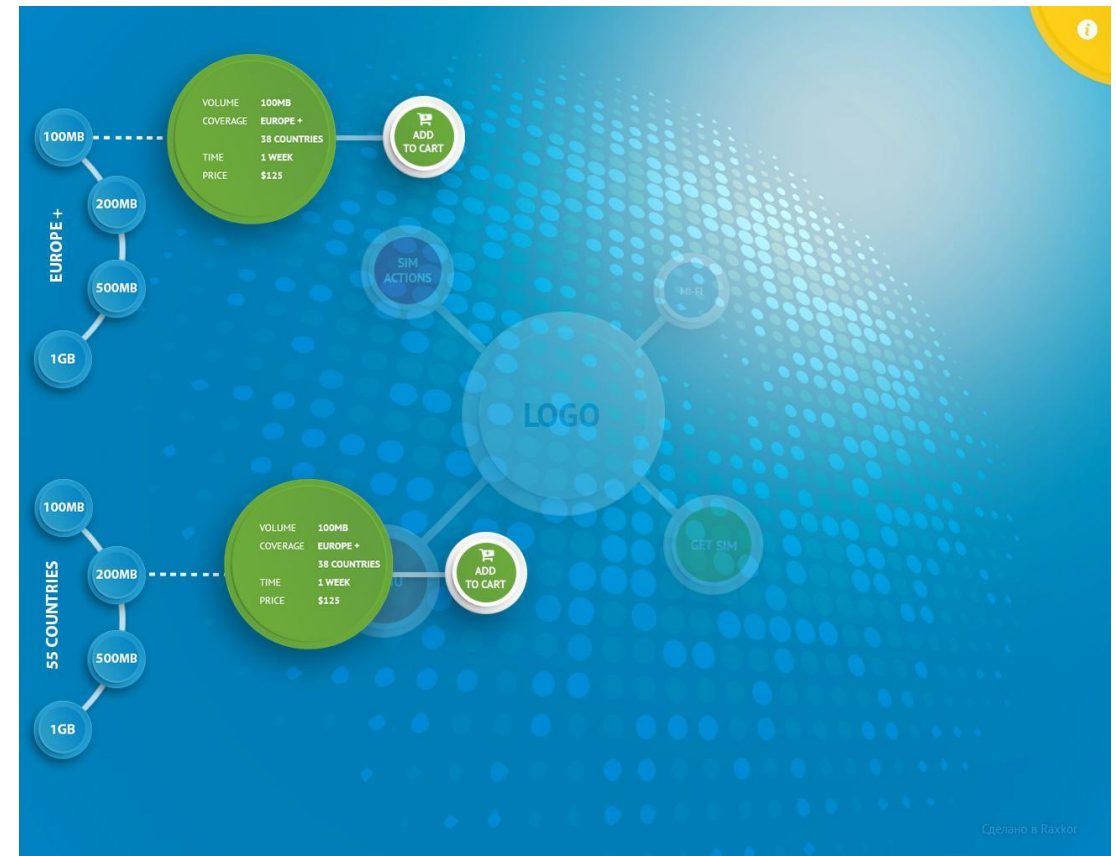 i
100MB
VOLUME 100MB
COVERAGE EUROPE +
38 COUNTRIES
TIME 1 WEEK
PRICE $125
ADD
TO CART
200MB
EUROPE +
500MB
1GB
SIM
ACTIONS
MI-FI
LOGO
100MB
55 COUNTRIES
200MB
VOLUME 100MB
COVERAGE EUROPE +
38 COUNTRIES
TIME 1 WEEK
PRICE $125
ADD
TO CART
GET SIM
500MB
1GB
Сделано в Raxkor